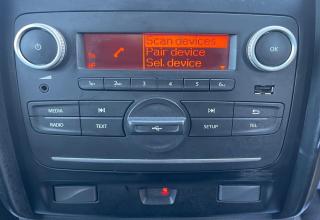 Scan devices
Pair device
Sel. device
OK
1 2 3 4 5 6
MEDIA
RADIO TEXT SETUP TEL